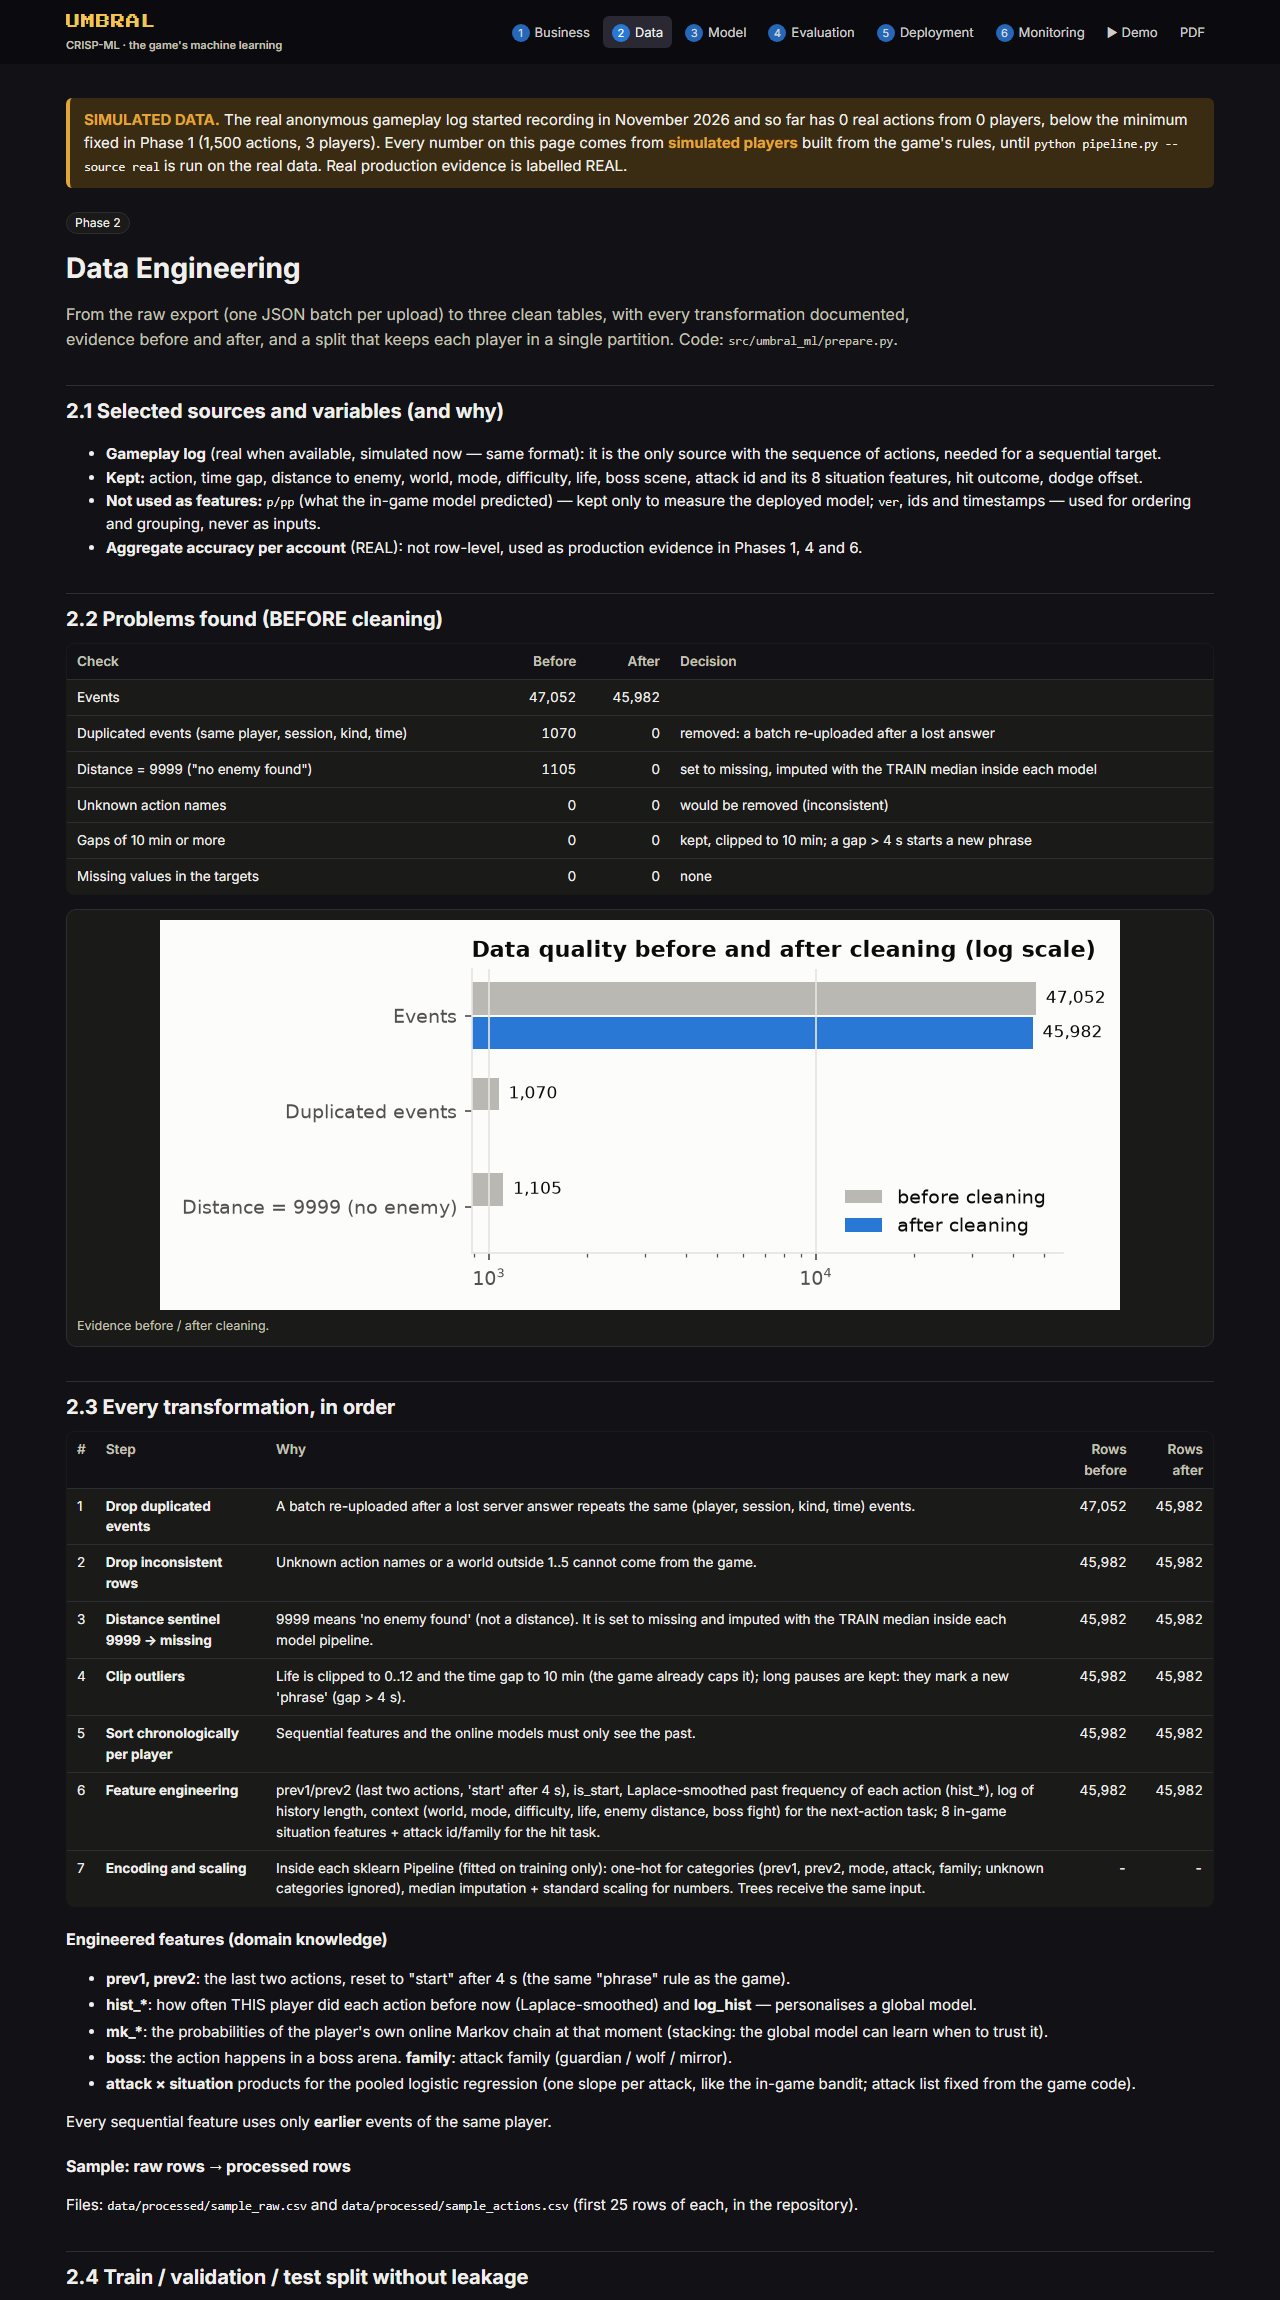 UMBRAL
CRISP-ML · the game's machine learning
1 Business
2 Data
3 Model
4 Evaluation
5 Deployment
6 Monitoring
▶ Demo
PDF
SIMULATED DATA. The real anonymous gameplay log started recording in November 2026 and so far has 0 real actions from 0 players, below the minimum
fixed in Phase 1 (1,500 actions, 3 players). Every number on this page comes from simulated players built from the game's rules, until python pipeline.py --
source real is run on the real data. Real production evidence is labelled REAL.
Phase 2
Data Engineering
From the raw export (one JSON batch per upload) to three clean tables, with every transformation documented,
evidence before and after, and a split that keeps each player in a single partition. Code: src/umbral_ml/prepare.py.
2.1 Selected sources and variables (and why)
• Gameplay log (real when available, simulated now — same format): it is the only source with the sequence of actions, needed for a sequential target.
• Kept: action, time gap, distance to enemy, world, mode, difficulty, life, boss scene, attack id and its 8 situation features, hit outcome, dodge offset.
• Not used as features: p/pp (what the in-game model predicted) — kept only to measure the deployed model; ver, ids and timestamps — used for ordering
and grouping, never as inputs.
• Aggregate accuracy per account (REAL): not row-level, used as production evidence in Phases 1, 4 and 6.
2.2 Problems found (BEFORE cleaning)
Check Before After Decision
Events 47,052 45,982
Duplicated events (same player, session, kind, time) 1070 0 removed: a batch re-uploaded after a lost answer
Distance = 9999 ("no enemy found") 1105 0 set to missing, imputed with the TRAIN median inside each model
Unknown action names 0 0 would be removed (inconsistent)
Gaps of 10 min or more 0 0 kept, clipped to 10 min; a gap > 4 s starts a new phrase
Missing values in the targets 0 0 none
Data quality before and after cleaning (log scale)
Events 47,052
45,982
Duplicated events 1,070
Distance = 9999 (no enemy) 1,105
before cleaning
after cleaning
10³ 10⁴
Evidence before / after cleaning.
2.3 Every transformation, in order
# Step Why Rows before Rows after
1 Drop duplicated events A batch re-uploaded after a lost server answer repeats the same (player, session, kind, time) events. 47,052 45,982
2 Drop inconsistent rows Unknown action names or a world outside 1..5 cannot come from the game. 45,982 45,982
3 Distance sentinel 9999 → missing 9999 means 'no enemy found' (not a distance). It is set to missing and imputed with the TRAIN median inside each
model pipeline. 45,982 45,982
4 Clip outliers Life is clipped to 0..12 and the time gap to 10 min (the game already caps it); long pauses are kept: they mark a new
'phrase' (gap > 4 s). 45,982 45,982
5 Sort chronologically per player Sequential features and the online models must only see the past. 45,982 45,982
6 Feature engineering prev1/prev2 (last two actions, 'start' after 4 s), is_start, Laplace-smoothed past frequency of each action (hist_*), log of
history length, context (world, mode, difficulty, life, enemy distance, boss fight) for the next-action task; 8 in-game
situation features + attack id/family for the hit task. 45,982 45,982
7 Encoding and scaling Inside each sklearn Pipeline (fitted on training only): one-hot for categories (prev1, prev2, mode, attack, family; unknown
categories ignored), median imputation + standard scaling for numbers. Trees receive the same input. - -
Engineered features (domain knowledge)
• prev1, prev2: the last two actions, reset to "start" after 4 s (the same "phrase" rule as the game).
• hist_*: how often THIS player did each action before now (Laplace-smoothed) and log_hist — personalises a global model.
• mk_*: the probabilities of the player's own online Markov chain at that moment (stacking: the global model can learn when to trust it).
• boss: the action happens in a boss arena. family: attack family (guardian / wolf / mirror).
• attack × situation products for the pooled logistic regression (one slope per attack, like the in-game bandit; attack list fixed from the game code).
Every sequential feature uses only earlier events of the same player.
Sample: raw rows → processed rows
Files: data/processed/sample_raw.csv and data/processed/sample_actions.csv (first 25 rows of each, in the repository).
2.4 Train / validation / test split without leakage